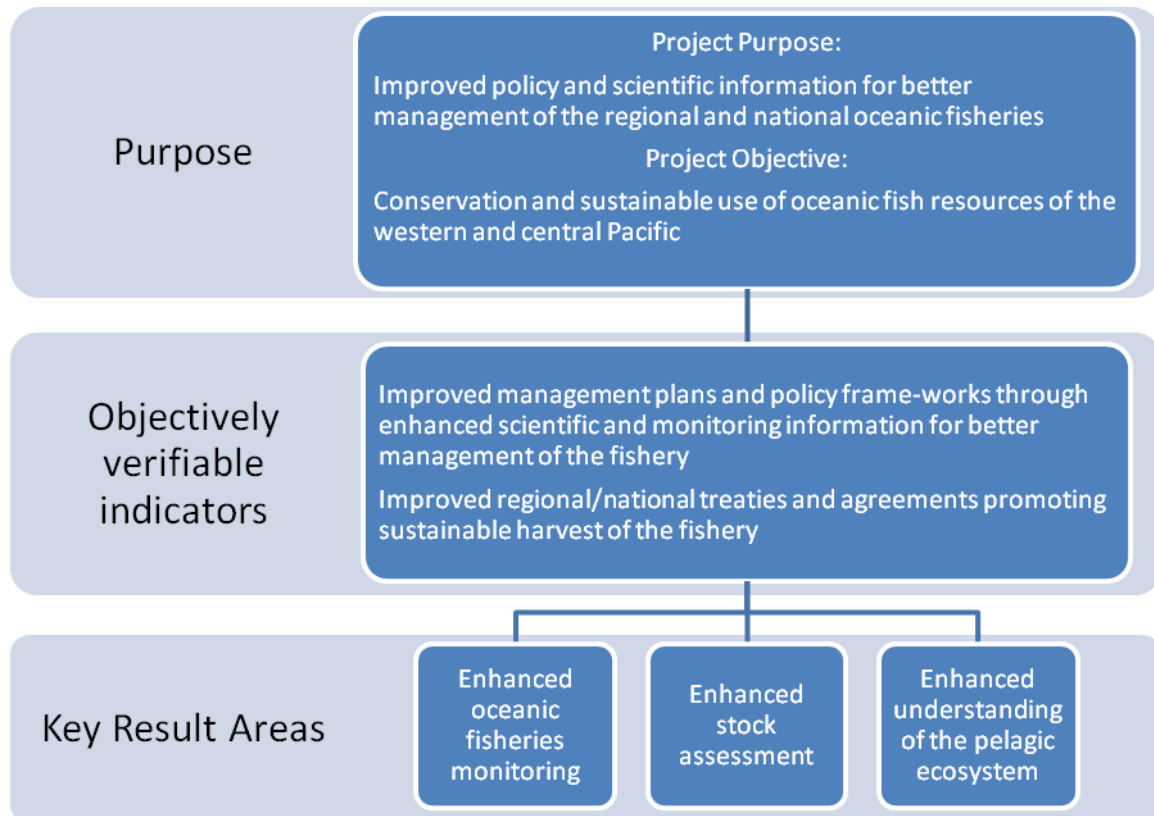 Purpose
Project Purpose:
Improved policy and scientific information for better
management of the regional and national oceanic fisheries
Project Objective:
Conservation and sustainable use of oceanic fish resources of the
western and central Pacific
Objectively
verifiable
indicators
Improved management plans and policy frame-works through
enhanced scientific and monitoring information for better
management of the fishery
Improved regional/national treaties and agreements promoting
sustainable harvest of the fishery
Key Result Areas
Enhanced
oceanic
fisheries
monitoring
Enhanced
stock
assessment
Enhanced
understanding
of the pelagic
ecosystem